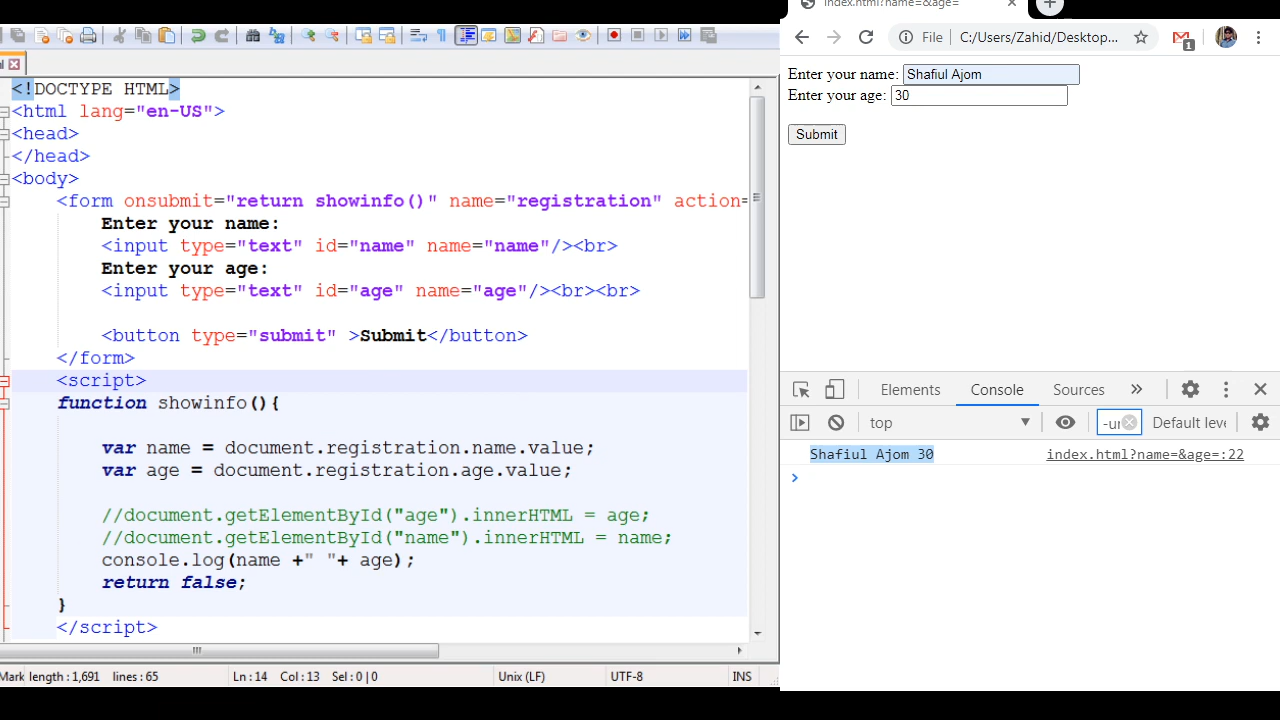 <!DOCTYPE HTML>
<html lang="en-US">
<head>
</head>
<body>
<form onsubmit="return showinfo()" name="registration" action=
Enter your name:
<input type="text" id="name" name="name"/><br>
Enter your age:
<input type="text" id="age" name="age"/><br><br>
<button type="submit" >Submit</button>
</form>
<script>
function showinfo(){
var name = document.registration.name.value;
var age = document.registration.age.value;
//document.getElementById("age").innerHTML = age;
//document.getElementById("name").innerHTML = name;
console.log(name +" "+ age);
return false;
}
</script>
Mark length : 1,691 lines : 65 Ln : 14 Col : 13 Sel : 0 | 0 Unix (LF) UTF-8 INS
index.html?name=&age=
File C:/Users/Zahid/Desktop... 1
Enter your name: Shafiul Ajom
Enter your age: 30
Submit
Elements Console Sources
top Default leve
Shafiul Ajom 30 index.html?name=&age=:22